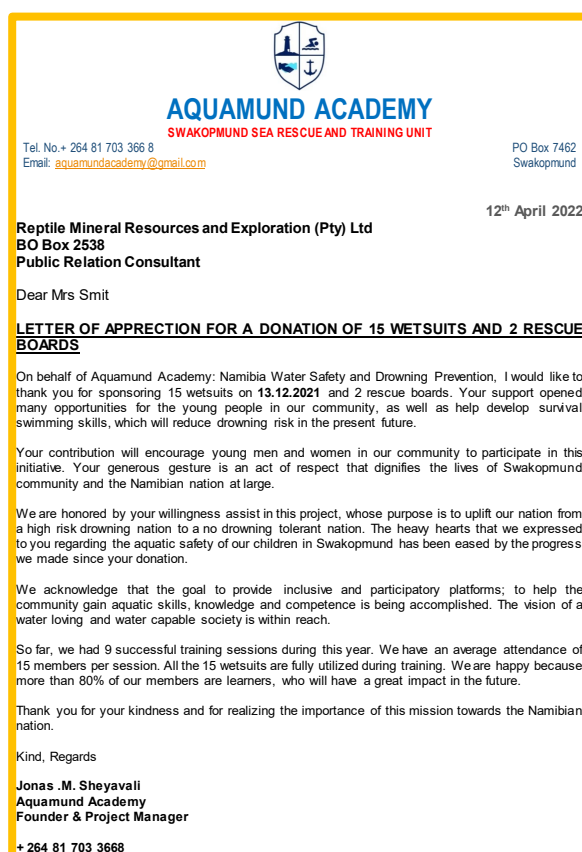 AQUAMUND ACADEMY
SWAKOPMUND SEA RESCUE AND TRAINING UNIT
Tel. No.+ 264 81 703 366 8
PO Box 7462
Email: aquamundacademy@gmail.com
Swakopmund
12th April 2022
Reptile Mineral Resources and Exploration (Pty) Ltd
BO Box 2538
Public Relation Consultant
Dear Mrs Smit
LETTER OF APPRECTION FOR A DONATION OF 15 WETSUITS AND 2 RESCUE
BOARDS
On behalf of Aquamund Academy: Namibia Water Safety and Drowning Prevention, I would like to
thank you for sponsoring 15 wetsuits on 13.12.2021 and 2 rescue boards. Your support opened
many opportunities for the young people in our community, as well as help develop survival
swimming skills, which will reduce drowning risk in the present future.
Your contribution will encourage young men and women in our community to participate in this
initiative. Your generous gesture is an act of respect that dignifies the lives of Swakopmund
community and the Namibian nation at large.
We are honored by your willingness assist in this project, whose purpose is to uplift our nation from
a high risk drowning nation to a no drowning tolerant nation. The heavy hearts that we expressed
to you regarding the aquatic safety of our children in Swakopmund has been eased by the progress
we made since your donation.
We acknowledge that the goal to provide inclusive and participatory platforms; to help the
community gain aquatic skills, knowledge and competence is being accomplished. The vision of a
water loving and water capable society is within reach.
So far, we had 9 successful training sessions during this year. We have an average attendance of
15 members per session. All the 15 wetsuits are fully utilized during training. We are happy because
more than 80% of our members are learners, who will have a great impact in the future.
Thank you for your kindness and for realizing the importance of this mission towards the Namibian
nation.
Kind, Regards
Jonas .M. Sheyavali
Aquamund Academy
Founder & Project Manager
+ 264 81 703 3668